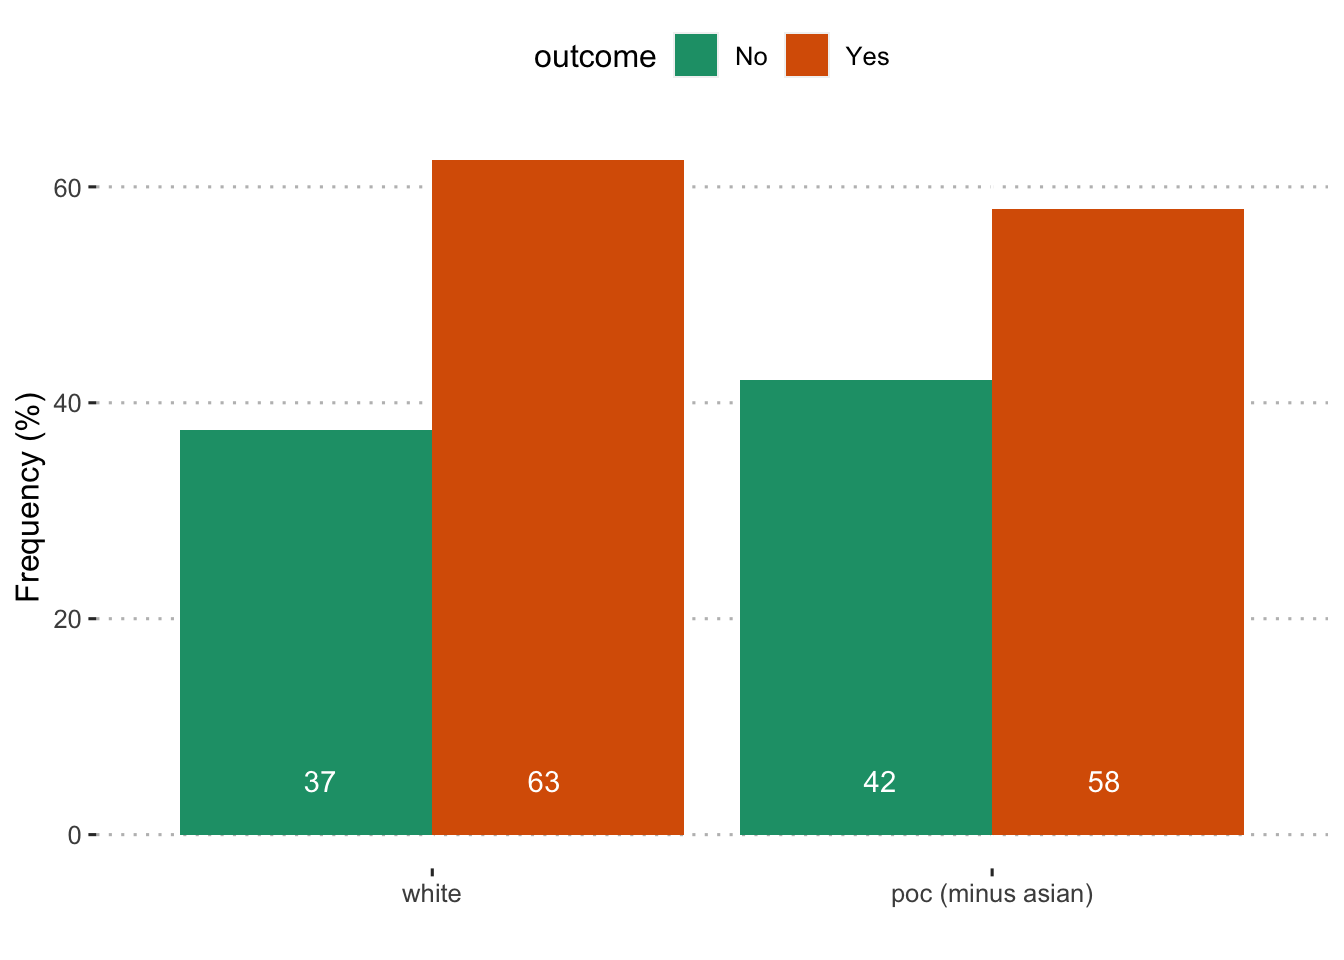 outcome No Yes
Frequency (%)
60
40
20
0
37 63 42 58
white poc (minus asian)